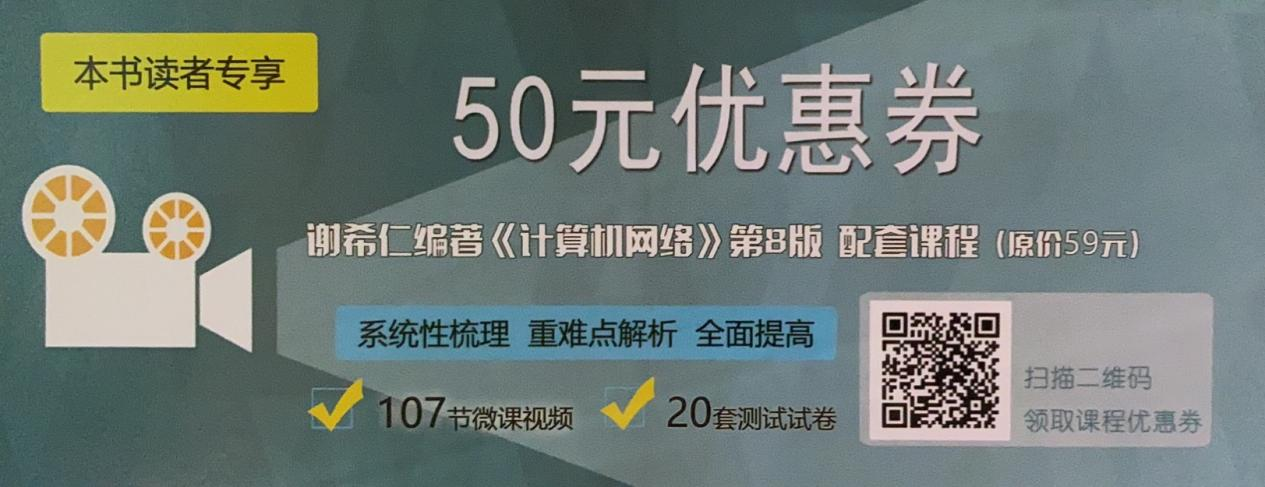 本书读者专享
50元优惠券
谢希仁编著《计算机网络》第8版 配套课程（原价59元）
系统性梳理 重难点解析 全面提高
107节微课视频 20套测试试卷
扫描二维码
领取课程优惠券